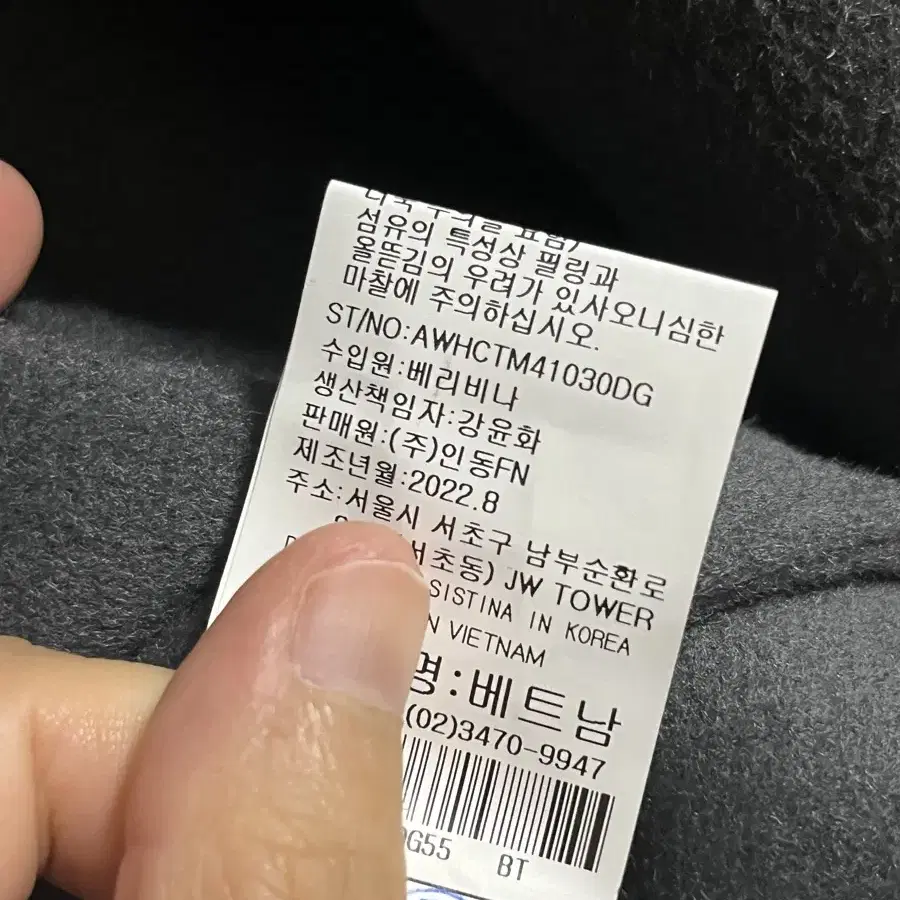 섬유의 특성상 필링과
올뜯김의 우려가 있사오니심한
마찰에 주의하십시오.
ST/NO:AWHCTM41030DG
수입원:베리비나
생산책임자:강윤화
판매원:(주)인동FN
제조년월:2022.8
주소:서울시 서초구 남부순환로
서초동) JW TOWER
SISTINA IN KOREA
VIETNAM
명:베트남
(02)3470-9947
G55 BT